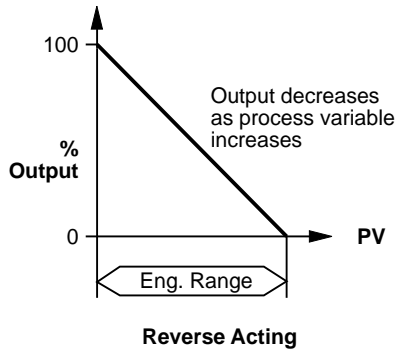 100
Output decreases
as process variable
increases
%
Output
0
PV
Eng. Range
Reverse Acting